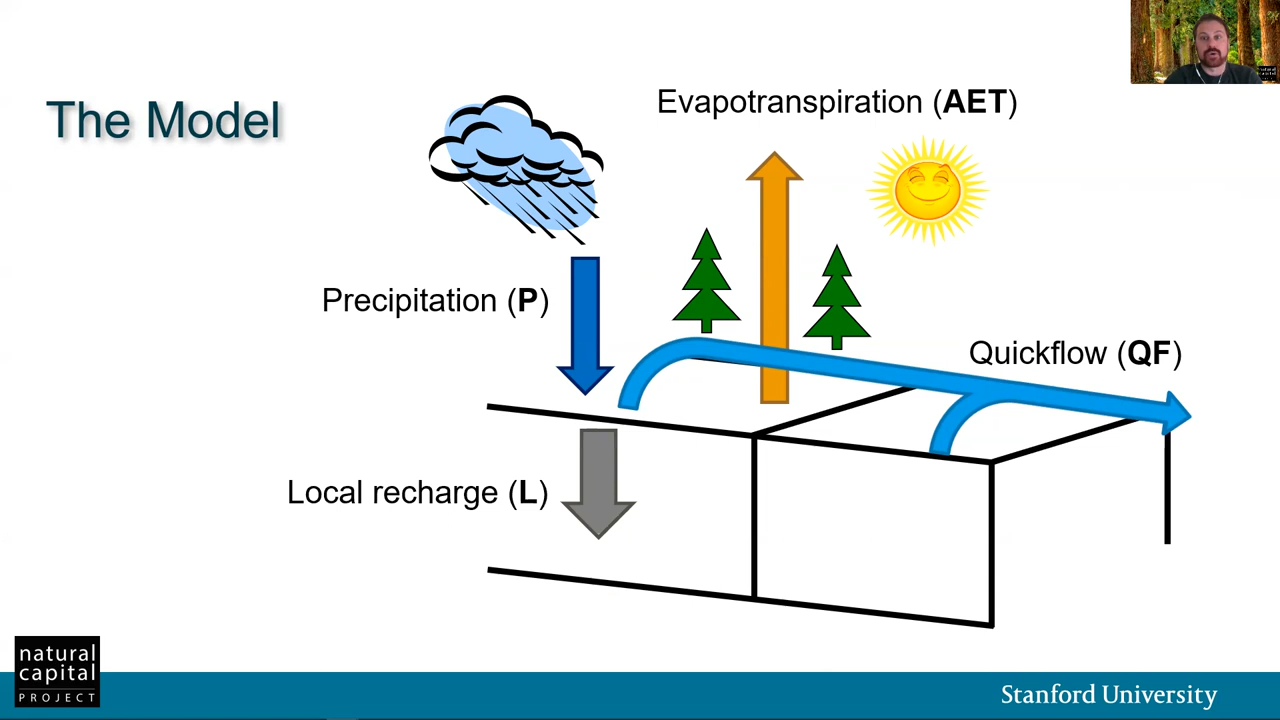 The Model
Evapotranspiration (AET)
Precipitation (P)
Quickflow (QF)
Local recharge (L)
natural
capital
PROJECT
Stanford University